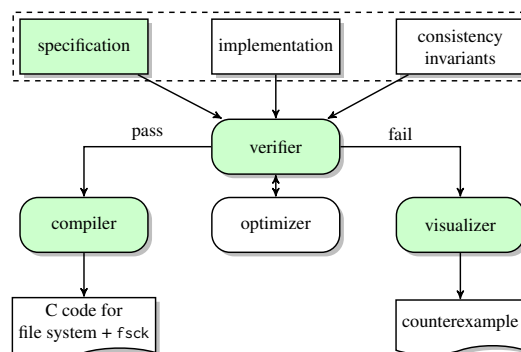 specification
implementation
consistency
invariants
pass
verifier
fail
compiler
optimizer
visualizer
C code for
file system + fsck
counterexample